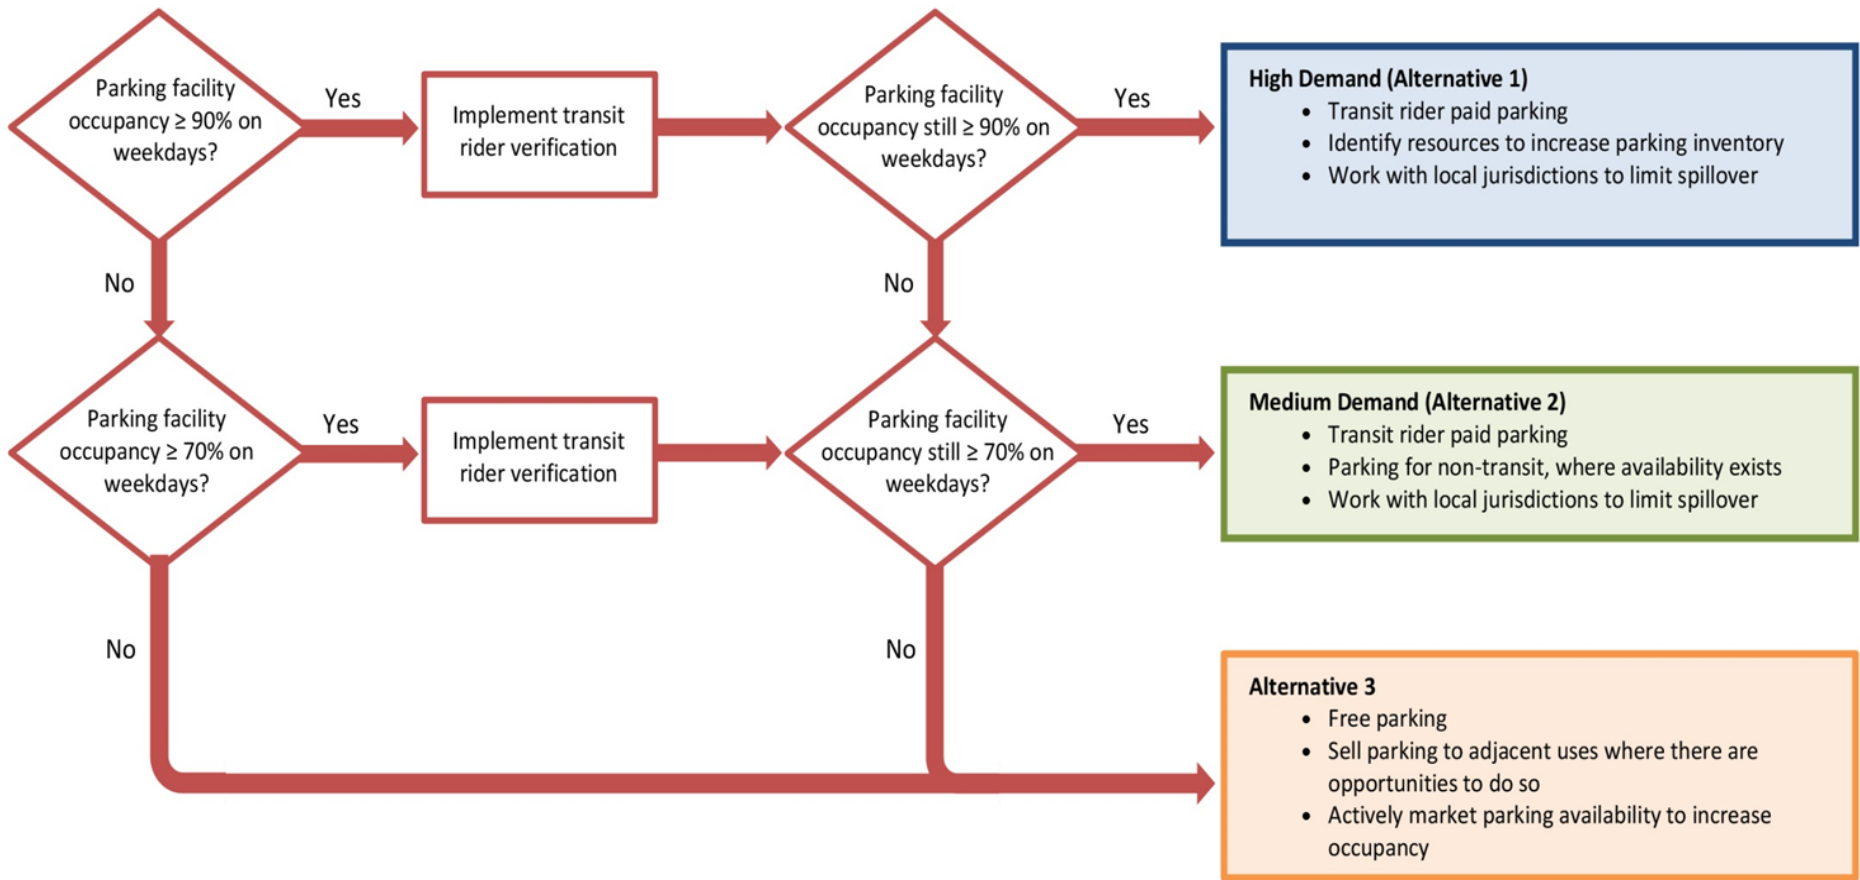 Parking facility
occupancy ≥ 90% on
weekdays?
Yes
Implement transit
rider verification
Parking facility
occupancy still ≥ 90% on
weekdays?
Yes
High Demand (Alternative 1)
• Transit rider paid parking
• Identify resources to increase parking inventory
• Work with local jurisdictions to limit spillover
No
No
Parking facility
occupancy ≥ 70% on
weekdays?
Yes
Implement transit
rider verification
Parking facility
occupancy still ≥ 70% on
weekdays?
Yes
Medium Demand (Alternative 2)
• Transit rider paid parking
• Parking for non-transit, where availability exists
• Work with local jurisdictions to limit spillover
No
No
Alternative 3
• Free parking
• Sell parking to adjacent uses where there are
opportunities to do so
• Actively market parking availability to increase
occupancy